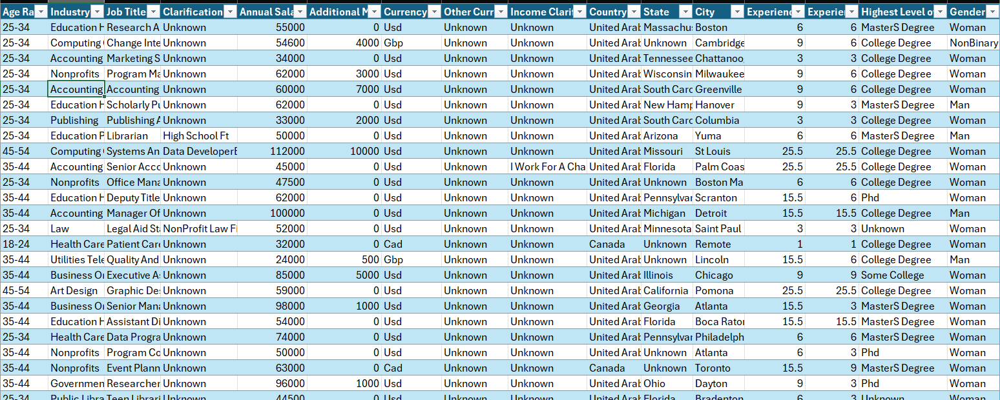 Age Ra Industry Job Title Clarification Annual Sala Additional M Currency Other Curr Income Clari Country State City Experienc Experie Highest Level o Gender
25-34 Education H Research A Unknown 55000 0 Usd Unknown Unknown United Arab Massachu Boston 6 6 MasterS Degree Woman
25-34 Computing Change Inte Unknown 54600 4000 Gbp Unknown Unknown United Arab Unknown Cambridge 9 6 College Degree NonBinary
25-34 Accounting Marketing S Unknown 34000 0 Usd Unknown Unknown United Arab Tennessee Chattanoo 3 3 College Degree Woman
25-34 Nonprofits Program Ma Unknown 62000 3000 Usd Unknown Unknown United Arab Wisconsin Milwaukee 9 6 College Degree Woman
25-34 Accounting Accounting Unknown 60000 7000 Usd Unknown Unknown United Arab South Carc Greenville 9 6 College Degree Woman
25-34 Education H Scholarly Pu Unknown 62000 0 Usd Unknown Unknown United Arab New Hamp Hanover 9 3 MasterS Degree Man
25-34 Publishing Publishing A Unknown 33000 2000 Usd Unknown Unknown United Arab South Carc Columbia 3 3 College Degree Woman
25-34 Education P Librarian High School Ft 50000 0 Usd Unknown Unknown United Arab Arizona Yuma 6 6 MasterS Degree Man
45-54 Computing Systems An Data DeveloperE 112000 10000 Usd Unknown Unknown United Arab Missouri St Louis 25.5 25.5 College Degree Woman
35-44 Accounting Senior Acco Unknown 45000 0 Usd Unknown I Work For A Cha United Arab Florida Palm Coas 25.5 25.5 College Degree Woman
25-34 Nonprofits Office Mana Unknown 47500 0 Usd Unknown Unknown United Arab Unknown Boston Ma 6 6 College Degree Woman
35-44 Education H Deputy Title Unknown 62000 0 Usd Unknown Unknown United Arab Pennsylvar Scranton 15.5 6 Phd Woman
35-44 Accounting Manager Of Unknown 100000 0 Usd Unknown Unknown United Arab Michigan Detroit 15.5 15.5 College Degree Man
25-34 Law Legal Aid Sta NonProfit Law Fi 52000 0 Usd Unknown Unknown United Arab Minnesota Saint Paul 3 3 Unknown Woman
18-24 Health Care Patient Care Unknown 32000 0 Cad Unknown Unknown Canada Unknown Remote 1 1 College Degree Woman
35-44 Utilities Tele Quality And Unknown 24000 500 Gbp Unknown Unknown United Arab Unknown Lincoln 15.5 6 College Degree Man
35-44 Business Or Executive As Unknown 85000 5000 Usd Unknown Unknown United Arab Illinois Chicago 9 9 Some College Woman
45-54 Art Design Graphic Des Unknown 59000 0 Usd Unknown Unknown United Arab California Pomona 25.5 25.5 College Degree Woman
35-44 Business Or Senior Mana Unknown 98000 1000 Usd Unknown Unknown United Arab Georgia Atlanta 15.5 3 MasterS Degree Woman
35-44 Education H Assistant Di Unknown 54000 0 Usd Unknown Unknown United Arab Florida Boca Rator 15.5 15.5 MasterS Degree Woman
25-34 Health Care Data Progra Unknown 74000 0 Usd Unknown Unknown United Arab Pennsylvar Philadelph 6 6 MasterS Degree Woman
35-44 Nonprofits Program Co Unknown 50000 0 Usd Unknown Unknown United Arab Unknown Atlanta 6 3 Phd Woman
35-44 Nonprofits Event Plann Unknown 63000 0 Cad Unknown Unknown Canada Unknown Toronto 15.5 9 MasterS Degree Woman
35-44 Governmen Researcher Unknown 96000 1000 Usd Unknown Unknown United Arab Ohio Dayton 9 3 Phd Woman
25-34 Public Libra Teen Librari Unknown 44500 0 Usd Unknown Unknown United Arab Florida Bradenton 6 3 Unknown Woman